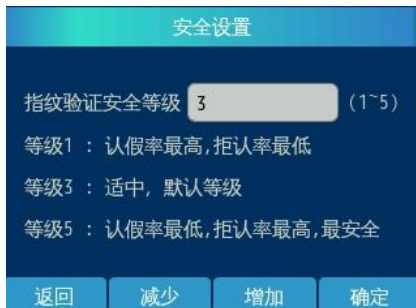 安全设置
指纹验证安全等级 3 (1~5)
等级1 : 认假率最高,拒认率最低
等级3 : 适中, 默认等级
等级5 : 认假率最低,拒认率最高,最安全
返回 减少 增加 确定